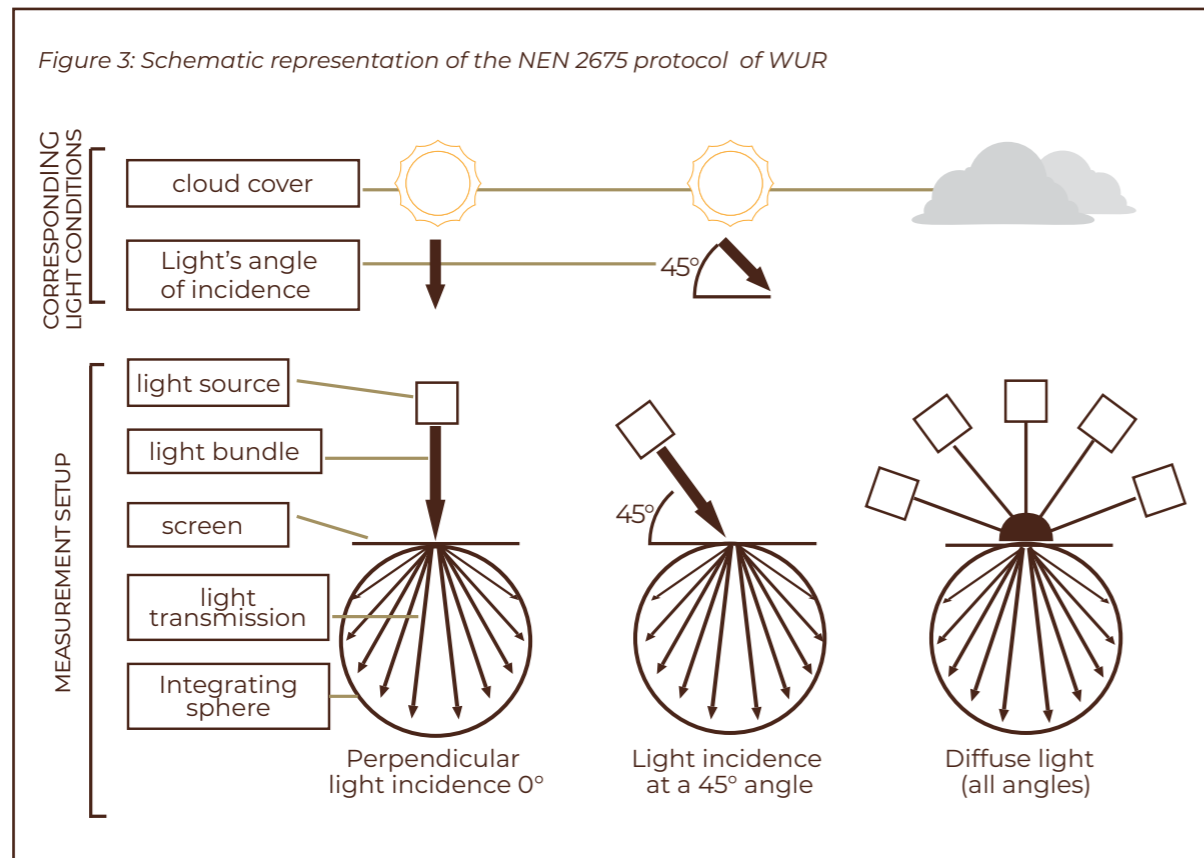 Figure 3: Schematic representation of the NEN 2675 protocol of WUR
CORRESPONDING
LIGHT CONDITIONS
cloud cover
Light's angle
of incidence
45°
MEASUREMENT SETUP
light source
light bundle
screen
light
transmission
Integrating
sphere
45°
Perpendicular
light incidence 0°
Light incidence
at a 45° angle
Diffuse light
(all angles)